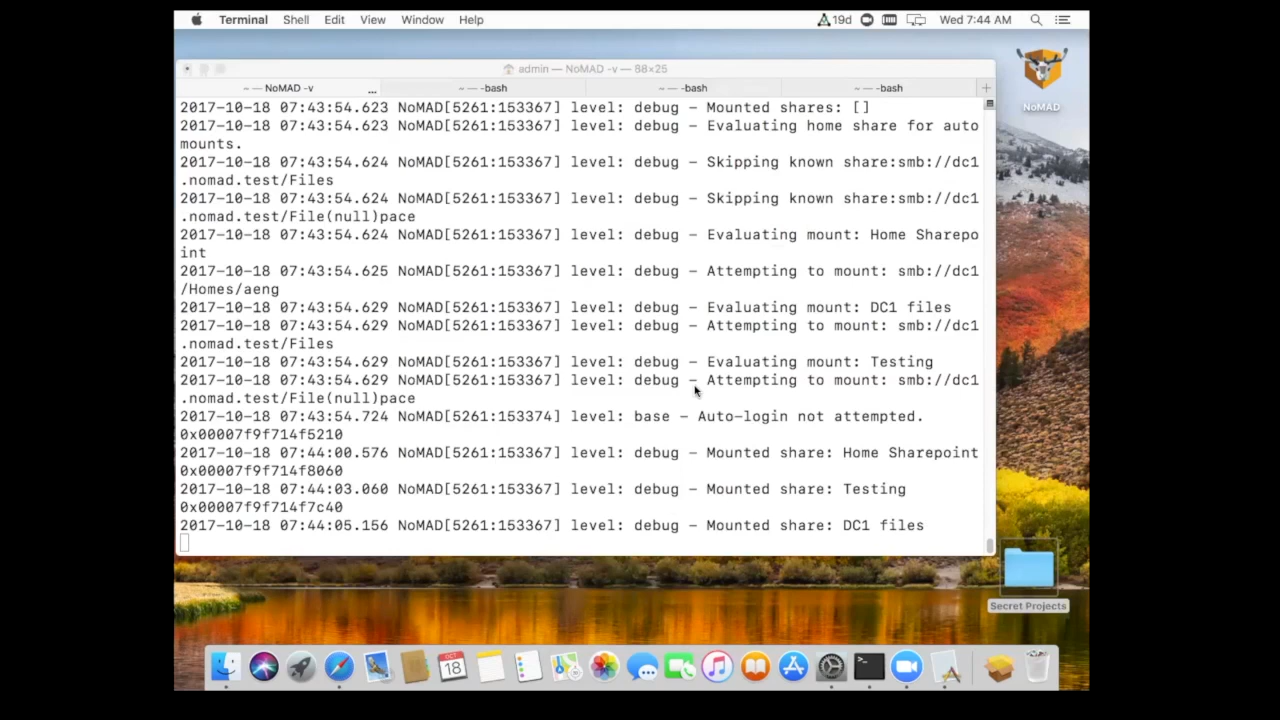 Terminal Shell Edit View Window Help 19d Wed 7:44 AM
admin — NoMAD -v — 88×25
~ — NoMAD -v ... ~ — -bash ~ — -bash ~ — -bash +
2017-10-18 07:43:54.623 NoMAD[5261:153367] level: debug - Mounted shares: []
2017-10-18 07:43:54.623 NoMAD[5261:153367] level: debug - Evaluating home share for auto
mounts.
2017-10-18 07:43:54.624 NoMAD[5261:153367] level: debug - Skipping known share:smb://dc1
.nomad.test/Files
2017-10-18 07:43:54.624 NoMAD[5261:153367] level: debug - Skipping known share:smb://dc1
.nomad.test/File(null)pace
2017-10-18 07:43:54.624 NoMAD[5261:153367] level: debug - Evaluating mount: Home Sharepo
int
2017-10-18 07:43:54.625 NoMAD[5261:153367] level: debug - Attempting to mount: smb://dc1
/Homes/aeng
2017-10-18 07:43:54.629 NoMAD[5261:153367] level: debug - Evaluating mount: DC1 files
2017-10-18 07:43:54.629 NoMAD[5261:153367] level: debug - Attempting to mount: smb://dc1
.nomad.test/Files
2017-10-18 07:43:54.629 NoMAD[5261:153367] level: debug - Evaluating mount: Testing
2017-10-18 07:43:54.629 NoMAD[5261:153367] level: debug - Attempting to mount: smb://dc1
.nomad.test/File(null)pace
2017-10-18 07:43:54.724 NoMAD[5261:153374] level: base - Auto-login not attempted.
0x00007f9f714f5210
2017-10-18 07:44:00.576 NoMAD[5261:153367] level: debug - Mounted share: Home Sharepoint
0x00007f9f714f8060
2017-10-18 07:44:03.060 NoMAD[5261:153367] level: debug - Mounted share: Testing
0x00007f9f714f7c40
2017-10-18 07:44:05.156 NoMAD[5261:153367] level: debug - Mounted share: DC1 files
NoMAD
Secret Projects
OCT
18